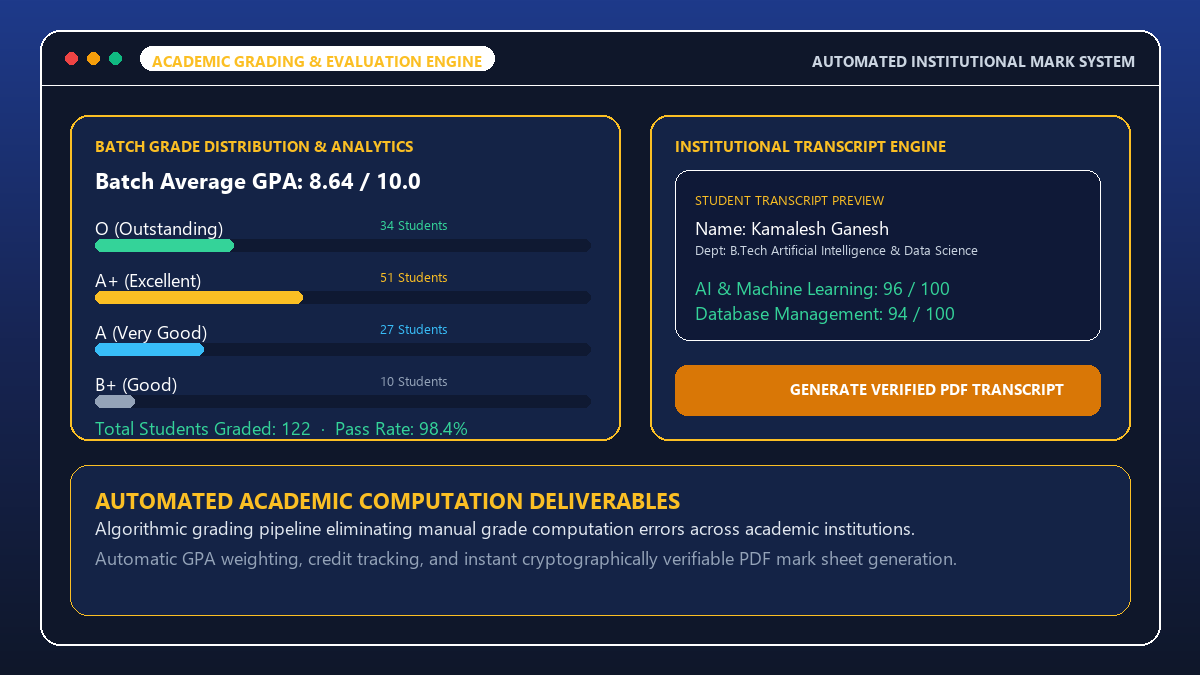 ACADEMIC GRADING & EVALUATION ENGINE
AUTOMATED INSTITUTIONAL MARK SYSTEM
BATCH GRADE DISTRIBUTION & ANALYTICS
Batch Average GPA: 8.64 / 10.0
O (Outstanding) 34 Students
A+ (Excellent) 51 Students
A (Very Good) 27 Students
B+ (Good) 10 Students
Total Students Graded: 122 · Pass Rate: 98.4%
INSTITUTIONAL TRANSCRIPT ENGINE
STUDENT TRANSCRIPT PREVIEW
Name: Kamalesh Ganesh
Dept: B.Tech Artificial Intelligence & Data Science
AI & Machine Learning: 96 / 100
Database Management: 94 / 100
GENERATE VERIFIED PDF TRANSCRIPT
AUTOMATED ACADEMIC COMPUTATION DELIVERABLES
Algorithmic grading pipeline eliminating manual grade computation errors across academic institutions.
Automatic GPA weighting, credit tracking, and instant cryptographically verifiable PDF mark sheet generation.